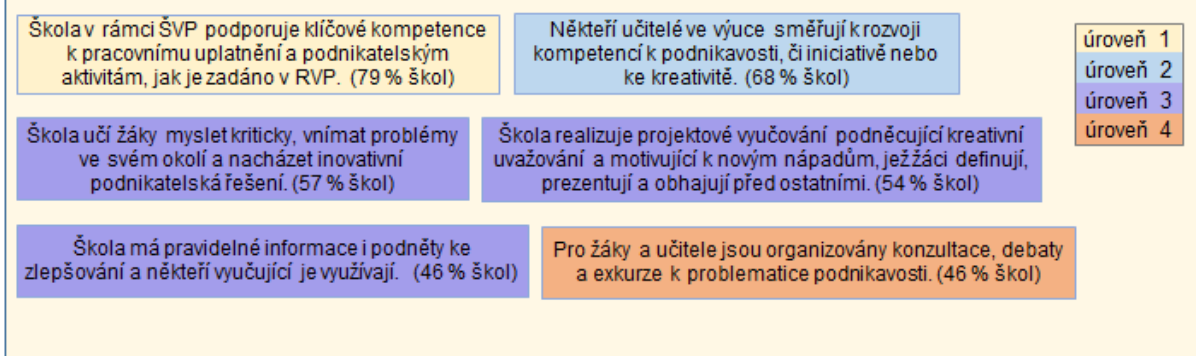 Škola v rámci ŠVP podporuje klíčové kompetence
k pracovnímu uplatnění a podnikatelským
aktivitám, jak je zadáno v RVP. (79 % škol)
Někteří učitelé ve výuce směřují k rozvoji
kompetencí k podnikavosti, či iniciativě nebo
ke kreativitě. (68 % škol)
úroveň 1
úroveň 2
úroveň 3
úroveň 4
Škola učí žáky myslet kriticky, vnímat problémy
ve svém okolí a nacházet inovativní
podnikatelská řešení. (57 % škol)
Škola realizuje projektové vyučování podněcující kreativní
uvažování a motivující k novým nápadům, jež žáci definují,
prezentují a obhajují před ostatními. (54 % škol)
Škola má pravidelné informace i podněty ke
zlepšování a někteří vyučující je využívají. (46 % škol)
Pro žáky a učitele jsou organizovány konzultace, debaty
a exkurze k problematice podnikavosti. (46 % škol)